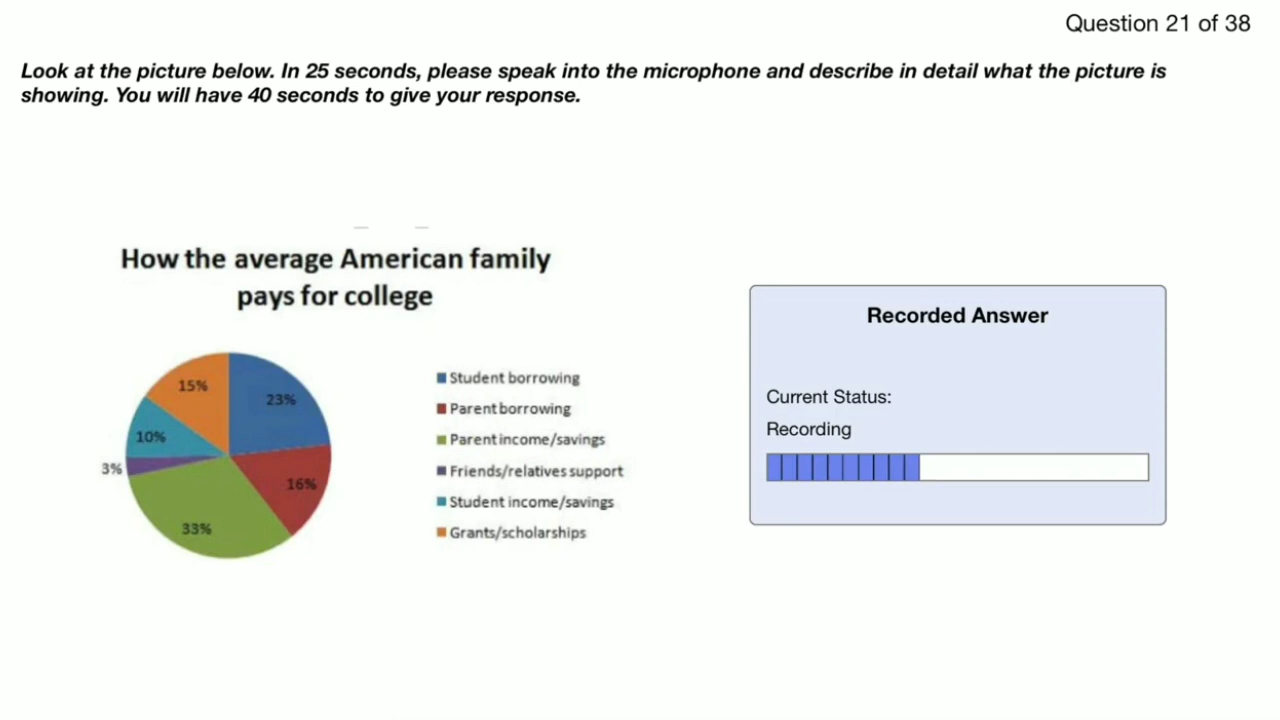 Question 21 of 38
Look at the picture below. In 25 seconds, please speak into the microphone and describe in detail what the picture is
showing. You will have 40 seconds to give your response.
How the average American family
pays for college
15%
23%
10%
3%
16%
33%
Student borrowing
Parent borrowing
Parent income/savings
Friends/relatives support
Student income/savings
Grants/scholarships
Recorded Answer
Current Status:
Recording